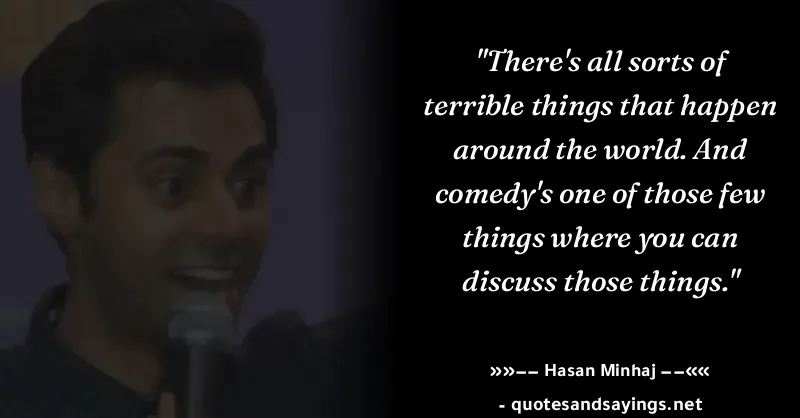 "There's all sorts of
terrible things that happen
around the world. And
comedy's one of those few
things where you can
discuss those things."
»»–– Hasan Minhaj ––««
- quotesandsayings.net